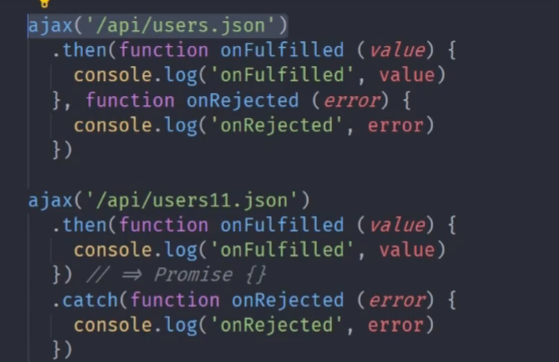 ajax('/api/users.json')
  .then(function onFulfilled (value) {
    console.log('onFulfilled', value)
  }, function onRejected (error) {
    console.log('onRejected', error)
  })

ajax('/api/users11.json')
  .then(function onFulfilled (value) {
    console.log('onFulfilled', value)
  }) // => Promise {}
  .catch(function onRejected (error) {
    console.log('onRejected', error)
  })